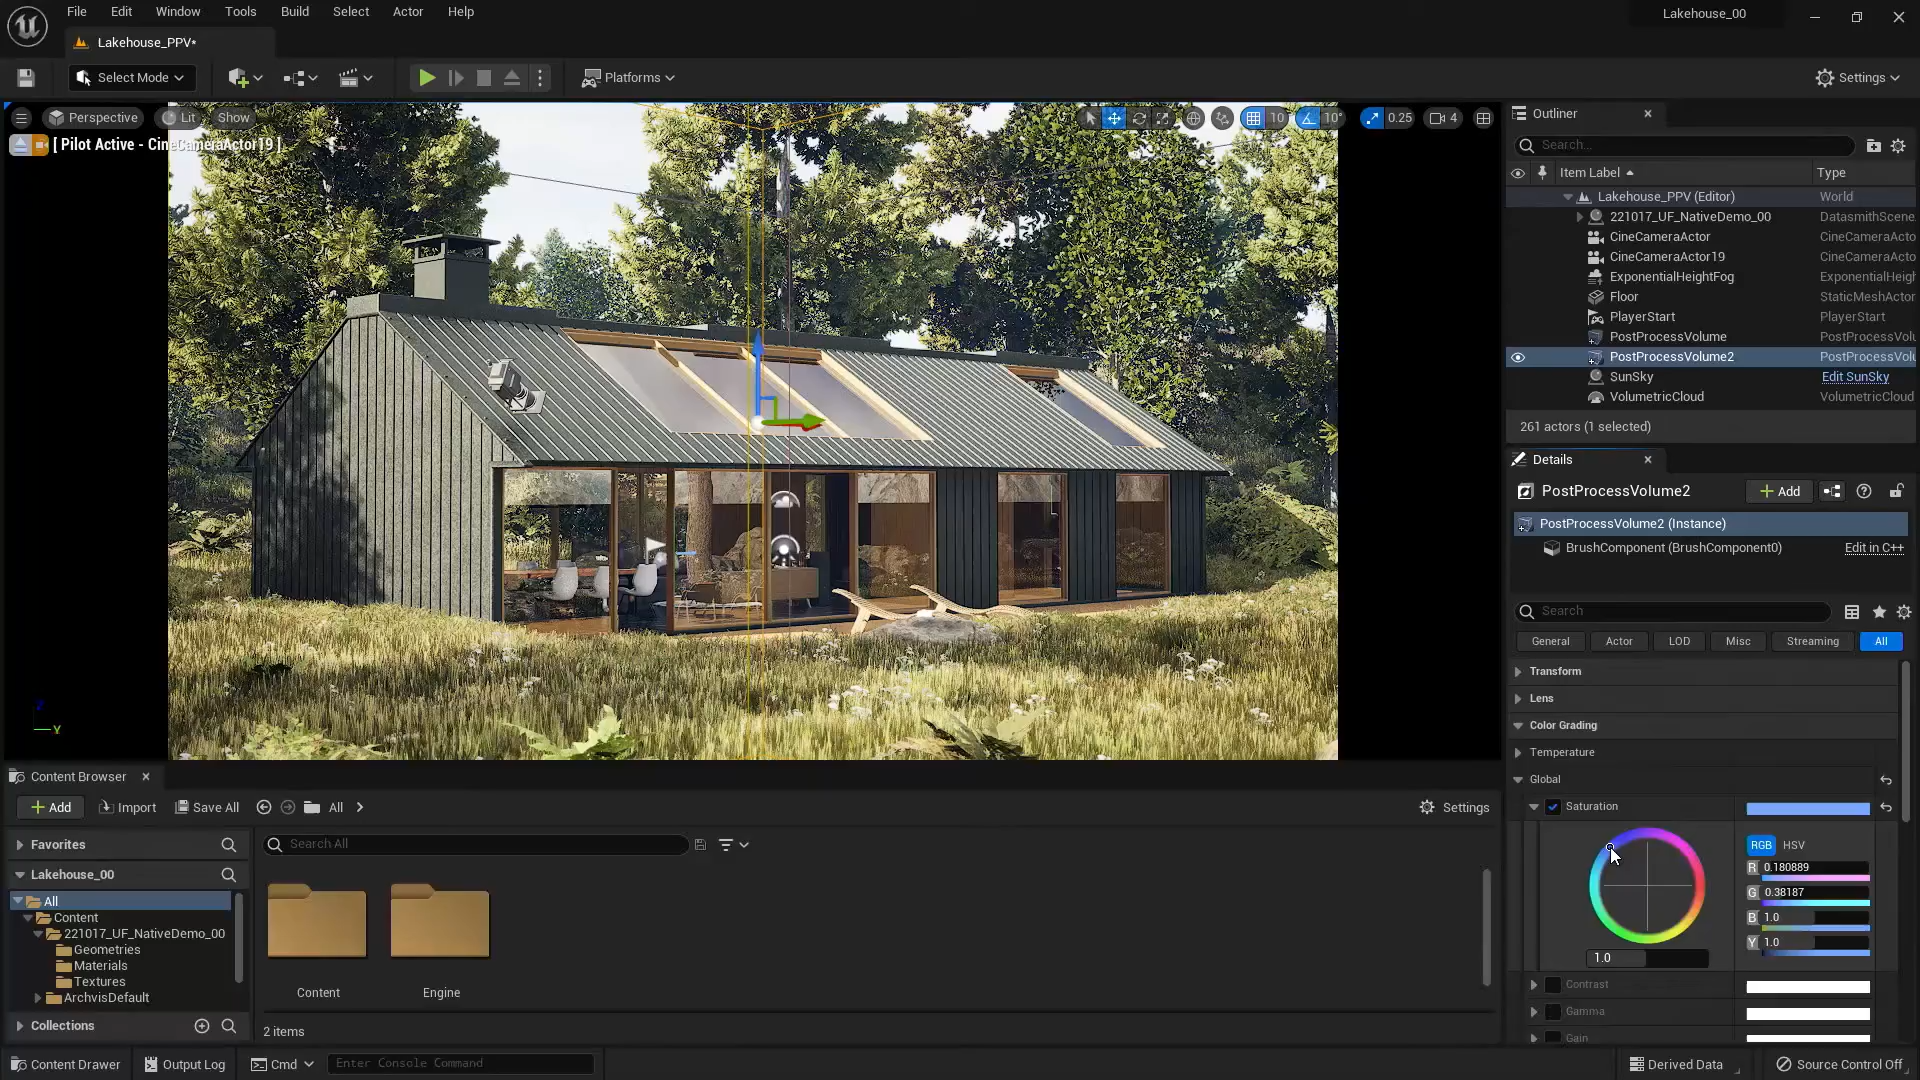 File Edit Window Tools Build Select Actor Help
Lakehouse_00
Lakehouse_PPV*
Select Mode
Platforms
Settings
Perspective Lit Show
10 10° 0.25 4
[ Pilot Active - CineCameraActor19 ]
Z
Y
Outliner
Search...
Item Label Type
Lakehouse_PPV (Editor) World
221017_UF_NativeDemo_00 DatasmithScene
CineCameraActor CineCameraActo
CineCameraActor19 CineCameraActo
ExponentialHeightFog ExponentialHeigh
Floor StaticMeshActor
PlayerStart PlayerStart
PostProcessVolume PostProcessVolu
PostProcessVolume2 PostProcessVolu
SunSky Edit SunSky
VolumetricCloud VolumetricCloud
261 actors (1 selected)
Details
PostProcessVolume2 Add
PostProcessVolume2 (Instance)
BrushComponent (BrushComponent0) Edit in C++
Search
General Actor LOD Misc Streaming All
Transform
Lens
Color Grading
Temperature
Global
Saturation
RGB HSV
R 0.180889
G 0.38187
B 1.0
Y 1.0
1.0
Contrast
Gamma
Gain
Content Browser
Add Import Save All All Settings
Favorites
Search All
Lakehouse_00
All
Content
221017_UF_NativeDemo_00
Geometries
Materials
Textures
ArchvisDefault
Collections
Content Engine
2 items
Content Drawer Output Log Cmd Enter Console Command Derived Data Source Control Off